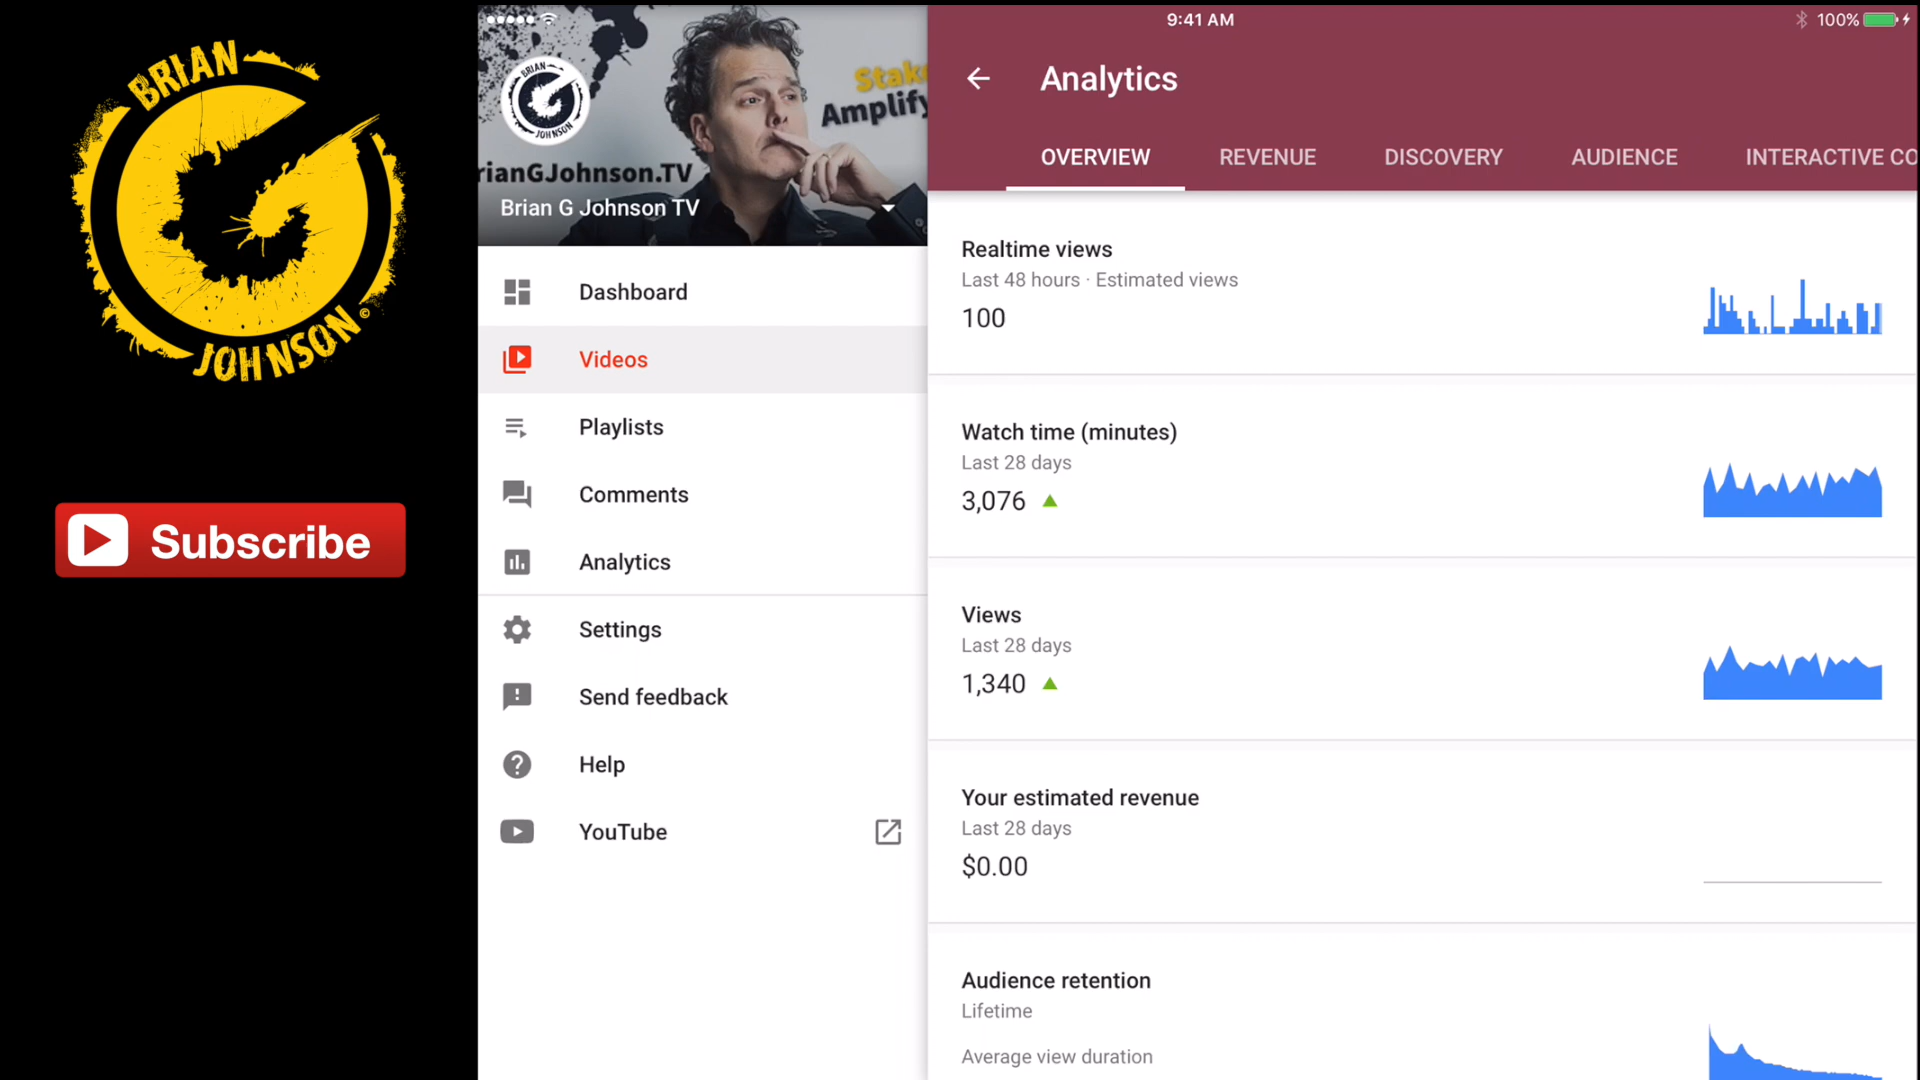 BRIAN
JOHNSON
©
Subscribe
BRIAN
JOHNSON
Stak
Amplify
rianGJohnson.TV
Brian G Johnson TV
Dashboard
Videos
Playlists
Comments
Analytics
Settings
Send feedback
Help
YouTube
9:41 AM
100%
Analytics
OVERVIEW REVENUE DISCOVERY AUDIENCE INTERACTIVE CO
Realtime views
Last 48 hours · Estimated views
100
Watch time (minutes)
Last 28 days
3,076
Views
Last 28 days
1,340
Your estimated revenue
Last 28 days
$0.00
Audience retention
Lifetime
Average view duration